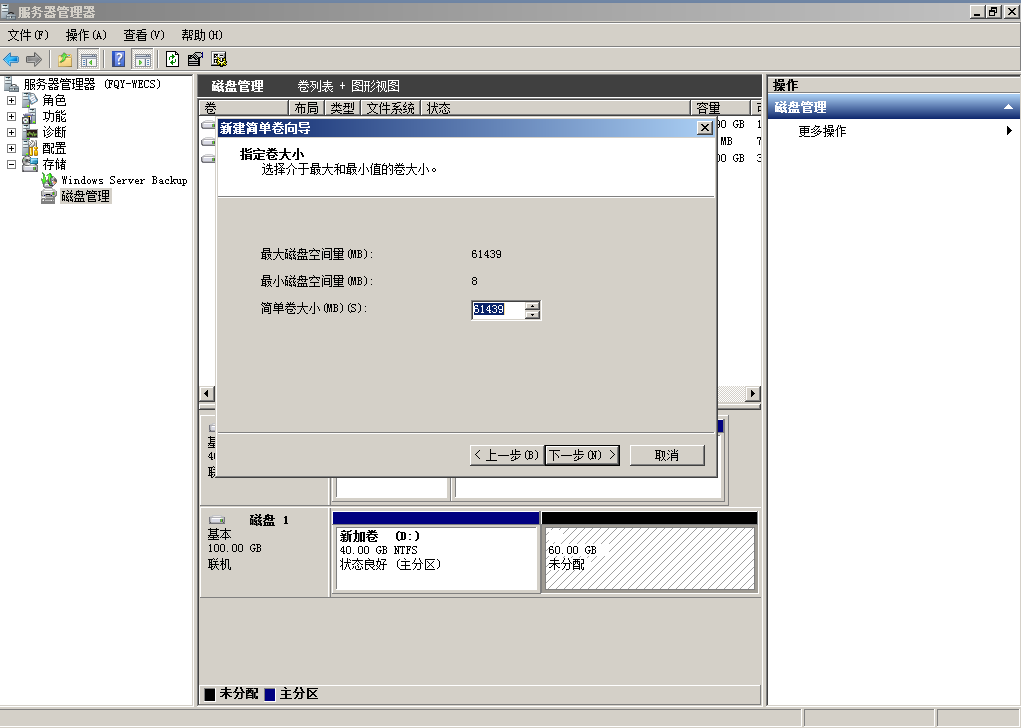 服务器管理器
文件(F) 操作(A) 查看(V) 帮助(H)
服务器管理器 (FQY-WECS)
角色
功能
诊断
配置
存储
Windows Server Backup
磁盘管理
磁盘管理 卷列表 + 图形视图
卷 布局 类型 文件系统 状态 容量
新建简单卷向导
指定卷大小
选择介于最大和最小值的卷大小。
最大磁盘空间量(MB): 61439
最小磁盘空间量(MB): 8
简单卷大小(MB)(S): 61439
< 上一步(B) 下一步(N) > 取消
0 GB 1
MB 7
0 GB 3
磁盘 1
基本
100.00 GB
联机
新加卷 (D:)
40.00 GB NTFS
状态良好 (主分区)
60.00 GB
未分配
未分配 主分区
操作
磁盘管理
更多操作